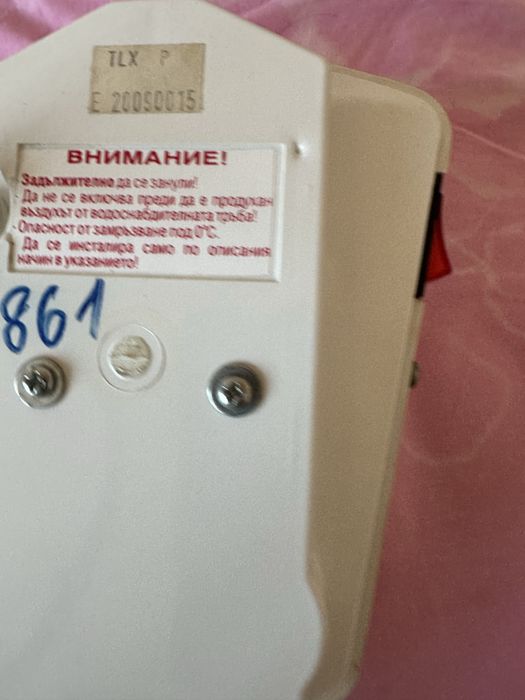 TLX P
E 20090015
ВНИМАНИЕ!
Задължително да се занули!
- Да не се включва преди да е продухан
въздухът от водоснабдителната тръба!
- Опасност от замръзване под 0°C.
- Да се инсталира само по описания
начин в указанието!
861